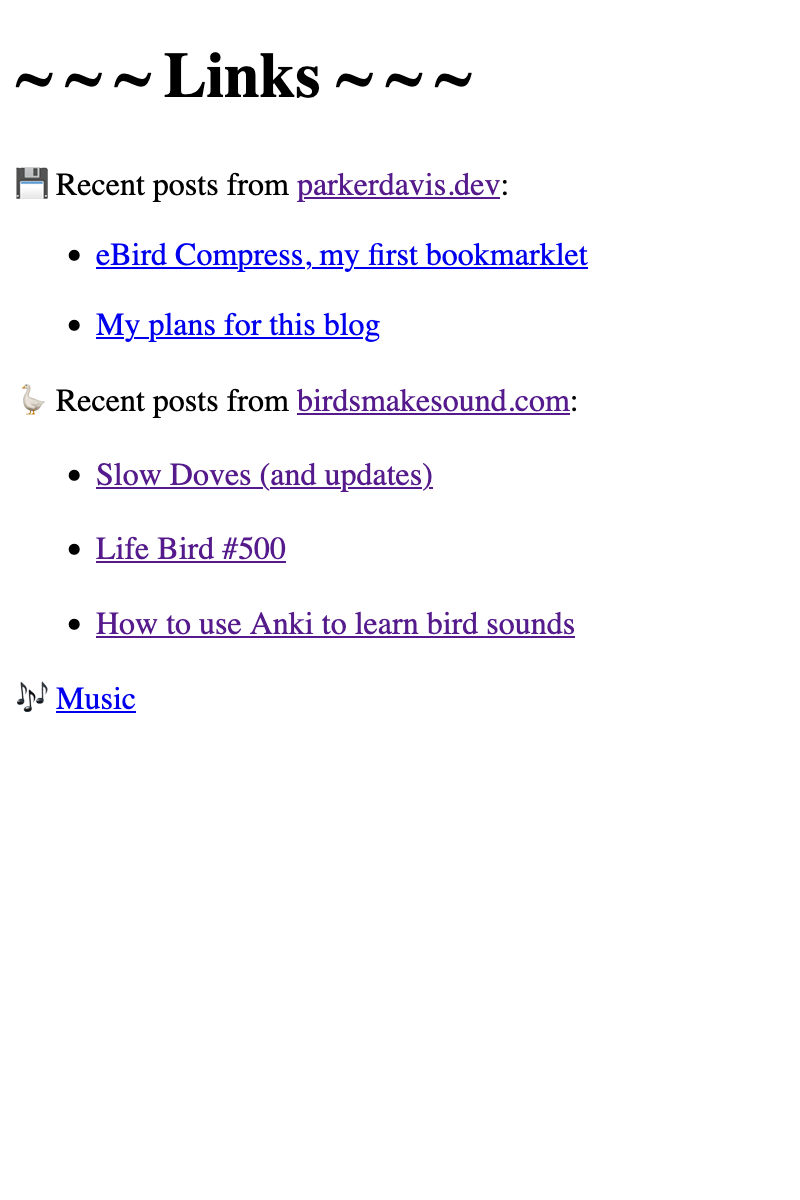 ~ ~ ~ Links ~ ~ ~
💾 Recent posts from parkerdavis.dev:
• eBird Compress, my first bookmarklet
• My plans for this blog
🪿 Recent posts from birdsmakesound.com:
• Slow Doves (and updates)
• Life Bird #500
• How to use Anki to learn bird sounds
🎶 Music